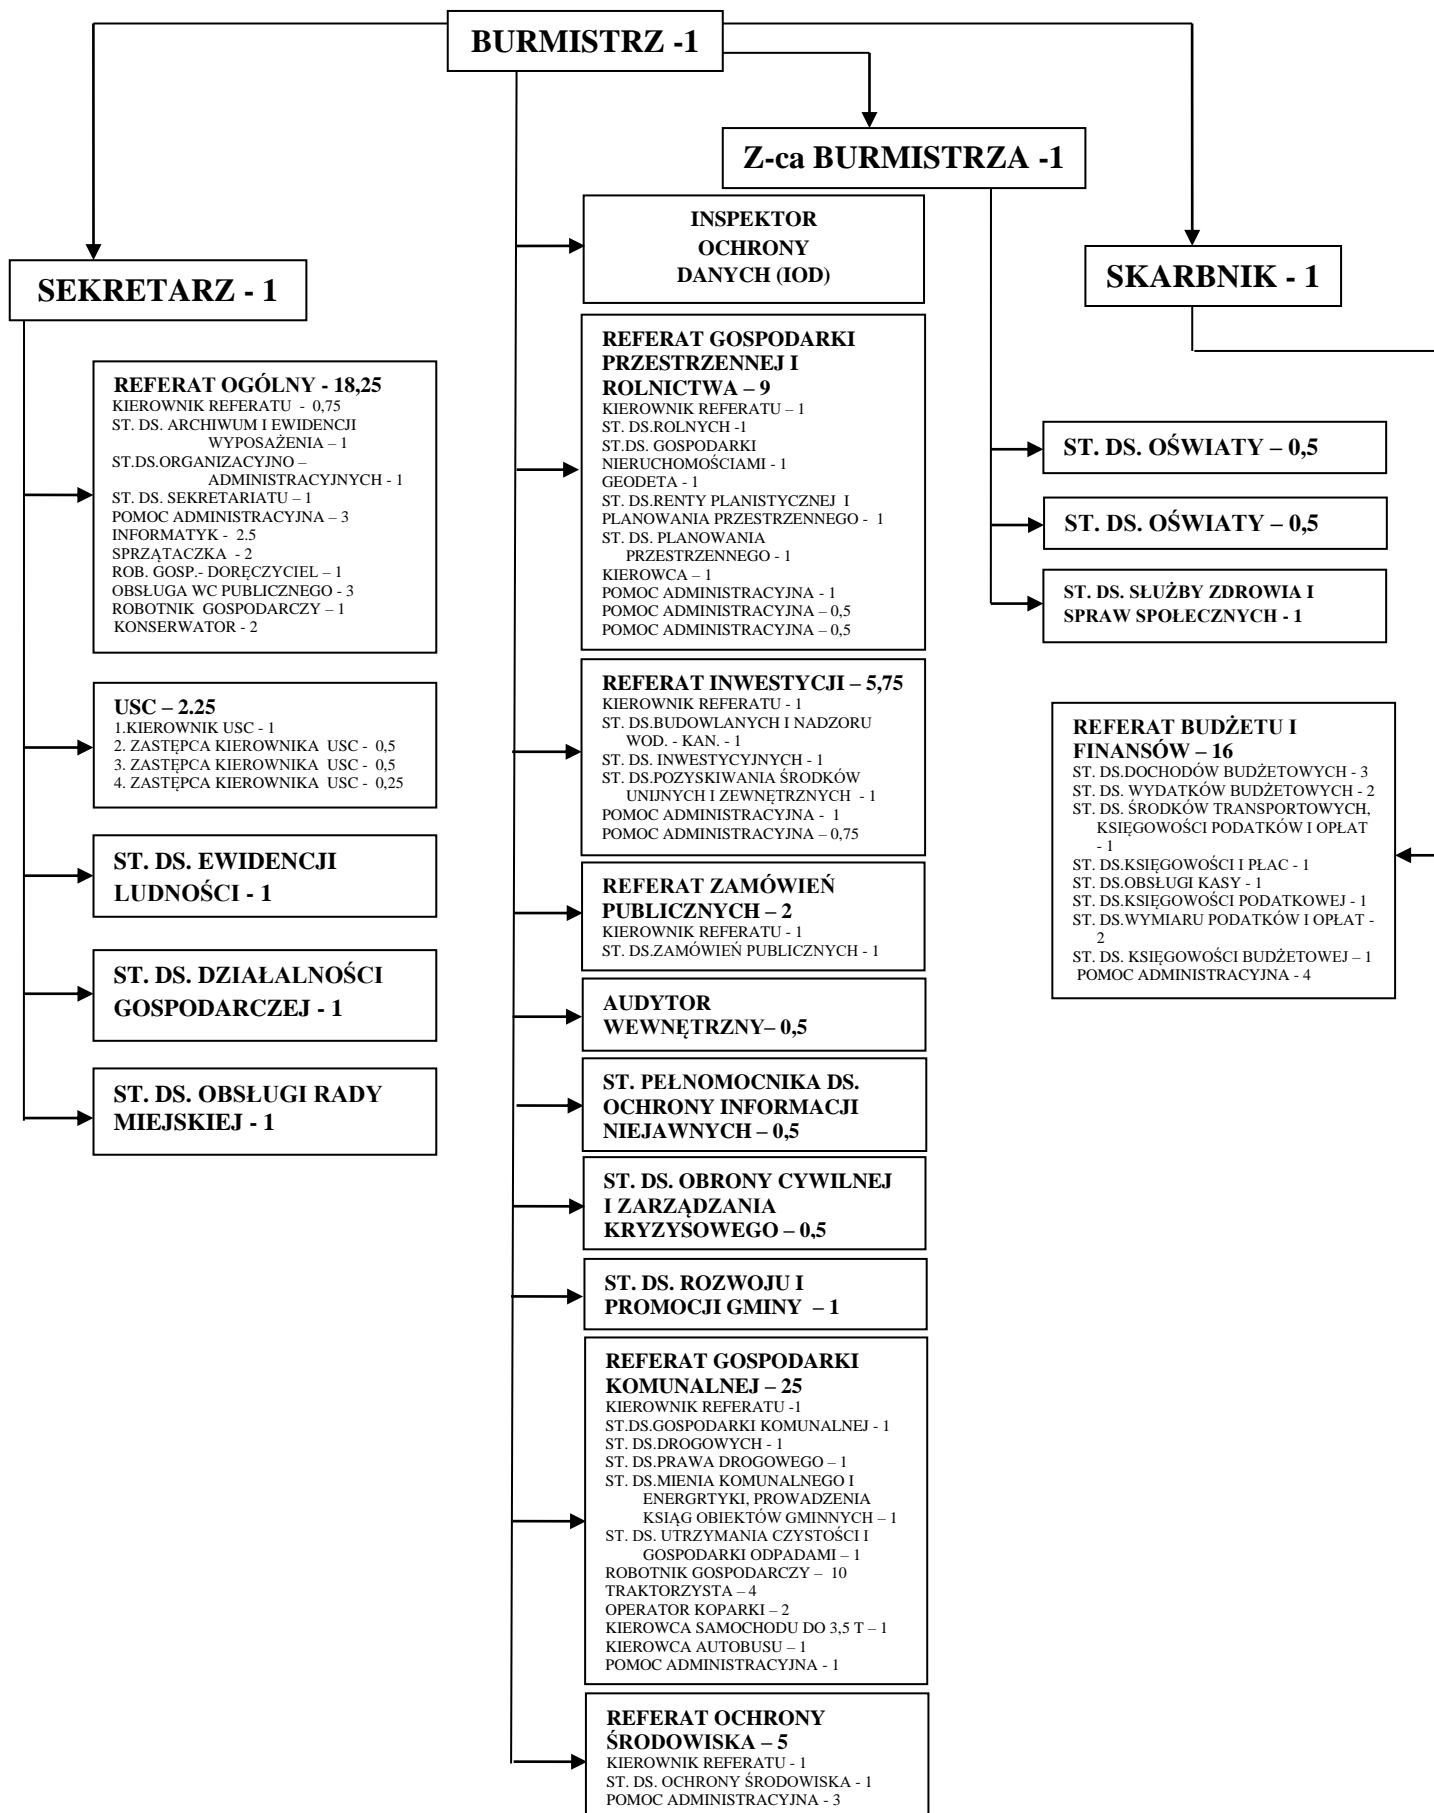 BURMISTRZ -1
Z-ca BURMISTRZA -1
SEKRETARZ - 1
SKARBNIK - 1
REFERAT OGÓLNY - 18,25
KIEROWNIK REFERATU - 0,75
ST. DS. ARCHIWUM I EWIDENCJI
WYPOSAŻENIA – 1
ST.DS.ORGANIZACYJNO –
ADMINISTRACYJNYCH - 1
ST. DS. SEKRETARIATU – 1
POMOC ADMINISTRACYJNA – 3
INFORMATYK - 2.5
SPRZĄTACZKA - 2
ROB. GOSP.- DORĘCZYCIEL – 1
OBSŁUGA WC PUBLICZNEGO - 3
ROBOTNIK GOSPODARCZY – 1
KONSERWATOR - 2
USC – 2.25
1.KIEROWNIK USC - 1
2. ZASTĘPCA KIEROWNIKA USC - 0,5
3. ZASTĘPCA KIEROWNIKA USC - 0,5
4. ZASTĘPCA KIEROWNIKA USC - 0,25
ST. DS. EWIDENCJI
LUDNOŚCI - 1
ST. DS. DZIAŁALNOŚCI
GOSPODARCZEJ - 1
ST. DS. OBSŁUGI RADY
MIEJSKIEJ - 1
INSPEKTOR
OCHRONY
DANYCH (IOD)
REFERAT GOSPODARKI
PRZESTRZENNEJ I
ROLNICTWA – 9
KIEROWNIK REFERATU – 1
ST. DS.ROLNYCH -1
ST.DS. GOSPODARKI
NIERUCHOMOŚCIAMI - 1
GEODETA - 1
ST. DS.RENTY PLANISTYCZNEJ I
PLANOWANIA PRZESTRZENNEGO - 1
ST. DS. PLANOWANIA
PRZESTRZENNEGO - 1
KIEROWCA – 1
POMOC ADMINISTRACYJNA - 1
POMOC ADMINISTRACYJNA – 0,5
POMOC ADMINISTRACYJNA – 0,5
REFERAT INWESTYCJI – 5,75
KIEROWNIK REFERATU - 1
ST. DS.BUDOWLANYCH I NADZORU
WOD. - KAN. - 1
ST. DS. INWESTYCYJNYCH - 1
ST. DS.POZYSKIWANIA ŚRODKÓW
UNIJNYCH I ZEWNĘTRZNYCH - 1
POMOC ADMINISTRACYJNA - 1
POMOC ADMINISTRACYJNA – 0,75
REFERAT ZAMÓWIEŃ
PUBLICZNYCH – 2
KIEROWNIK REFERATU - 1
ST. DS.ZAMÓWIEŃ PUBLICZNYCH - 1
AUDYTOR
WEWNĘTRZNY– 0,5
ST. PEŁNOMOCNIKA DS.
OCHRONY INFORMACJI
NIEJAWNYCH – 0,5
ST. DS. OBRONY CYWILNEJ
I ZARZĄDZANIA
KRYZYSOWEGO – 0,5
ST. DS. ROZWOJU I
PROMOCJI GMINY – 1
REFERAT GOSPODARKI
KOMUNALNEJ – 25
KIEROWNIK REFERATU -1
ST.DS.GOSPODARKI KOMUNALNEJ - 1
ST. DS.DROGOWYCH - 1
ST. DS.PRAWA DROGOWEGO – 1
ST. DS.MIENIA KOMUNALNEGO I
ENERGRTYKI, PROWADZENIA
KSIĄG OBIEKTÓW GMINNYCH – 1
ST. DS. UTRZYMANIA CZYSTOŚCI I
GOSPODARKI ODPADAMI – 1
ROBOTNIK GOSPODARCZY – 10
TRAKTORZYSTA – 4
OPERATOR KOPARKI – 2
KIEROWCA SAMOCHODU DO 3,5 T – 1
KIEROWCA AUTOBUSU – 1
POMOC ADMINISTRACYJNA - 1
REFERAT OCHRONY
ŚRODOWISKA – 5
KIEROWNIK REFERATU - 1
ST. DS. OCHRONY ŚRODOWISKA - 1
POMOC ADMINISTRACYJNA - 3
ST. DS. OŚWIATY – 0,5
ST. DS. OŚWIATY – 0,5
ST. DS. SŁUŻBY ZDROWIA I
SPRAW SPOŁECZNYCH - 1
REFERAT BUDŻETU I
FINANSÓW – 16
ST. DS.DOCHODÓW BUDŻETOWYCH - 3
ST. DS. WYDATKÓW BUDŻETOWYCH - 2
ST. DS. ŚRODKÓW TRANSPORTOWYCH,
KSIĘGOWOŚCI PODATKÓW I OPŁAT
- 1
ST. DS.KSIĘGOWOŚCI I PŁAC - 1
ST. DS.OBSŁUGI KASY - 1
ST. DS.KSIĘGOWOŚCI PODATKOWEJ - 1
ST. DS.WYMIARU PODATKÓW I OPŁAT -
2
ST. DS. KSIĘGOWOŚCI BUDŻETOWEJ – 1
POMOC ADMINISTRACYJNA - 4